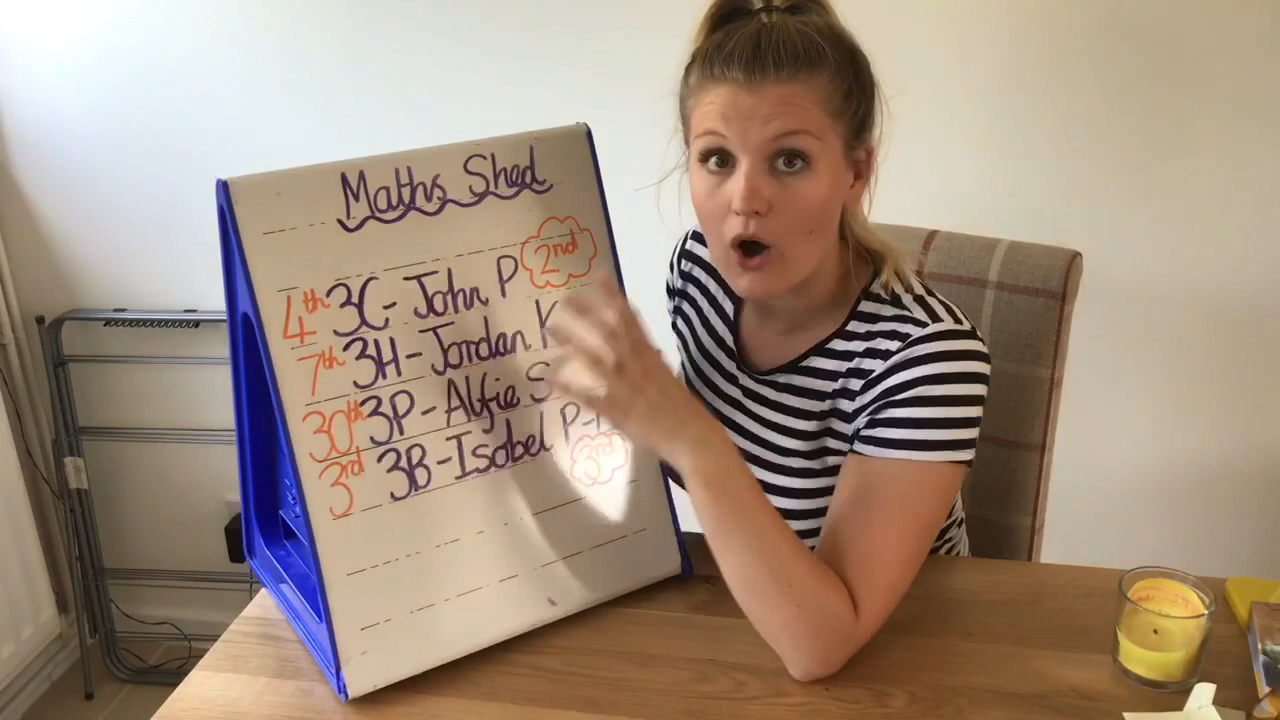 Maths Shed
4th 3C - John P 2nd
7th 3H - Jordan K
30th 3P - Alfie S
3rd 3B - Isobel P-
3rd